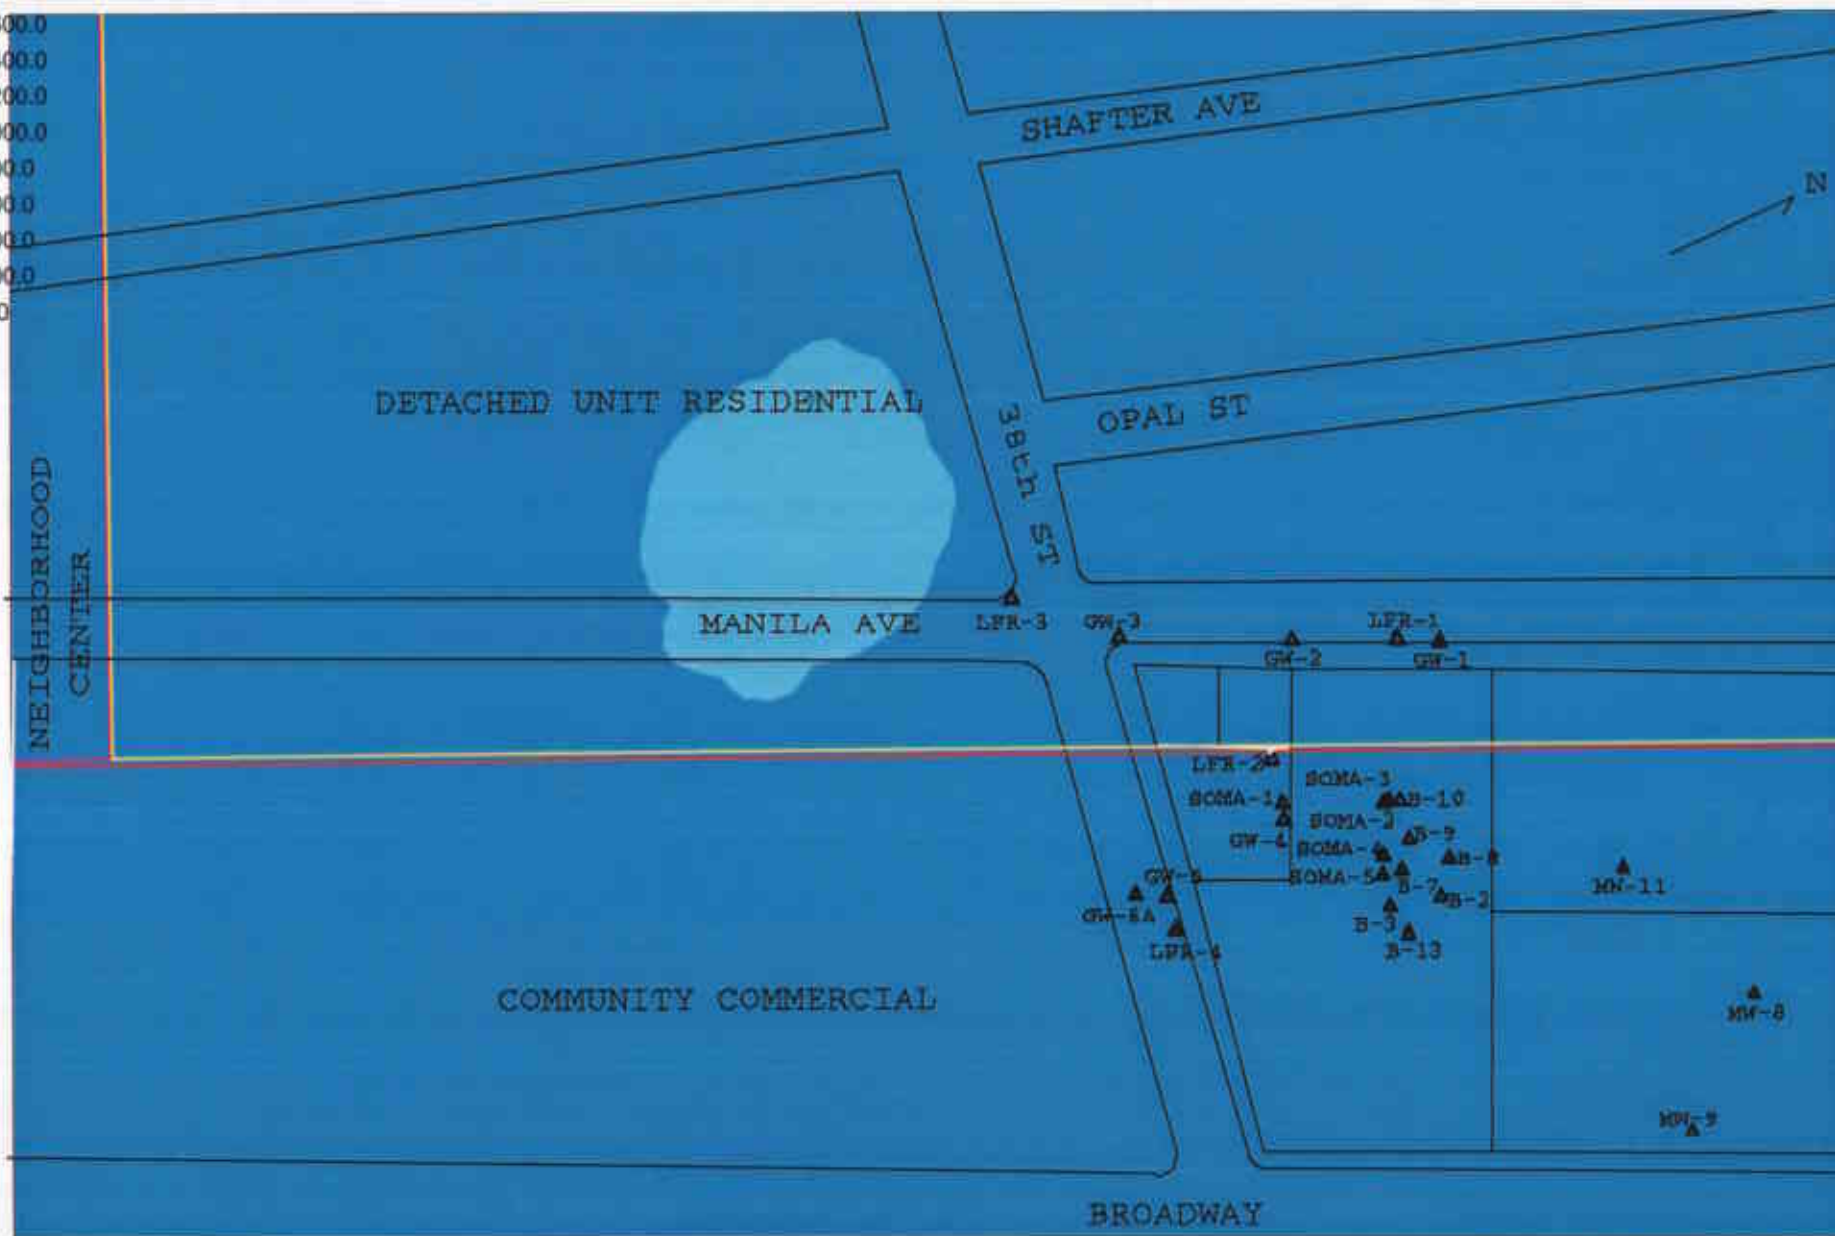 SHAFTER AVE
N
DETACHED UNIT RESIDENTIAL
38th ST
OPAL ST
NEIGHBORHOOD
CENTER
MANILA AVE
LFR-3
GW-3
LFR-1
GW-2
GW-1
LFR-2
SOMA-3
SOMA-1
B-10
SOMA-2
GW-4
B-9
SOMA-4
B-8
SOMA-5
B-7
B-2
MW-11
LFR-4
B-3
B-13
COMMUNITY COMMERCIAL
MW-8
MW-9
BROADWAY